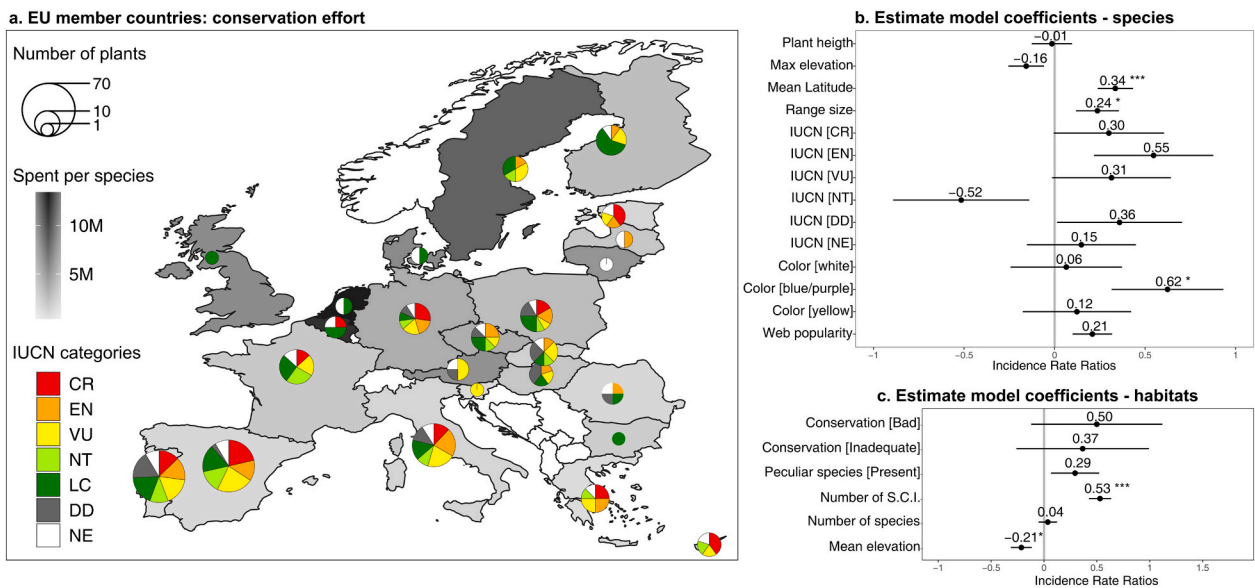 a. EU member countries: conservation effort
Number of plants
70
10
1
Spent per species
10M
5M
IUCN categories
CR
EN
VU
NT
LC
DD
NE
b. Estimate model coefficients - species
Plant heigth
−0.01
Max elevation
−0.16
Mean Latitude
0.34 ***
Range size
0.24 *
IUCN [CR]
0.30
IUCN [EN]
0.55
IUCN [VU]
0.31
IUCN [NT]
−0.52
IUCN [DD]
0.36
IUCN [NE]
0.15
Color [white]
0.06
Color [blue/purple]
0.62 *
Color [yellow]
0.12
Web popularity
0.21
-1 -0.5 0 0.5 1
Incidence Rate Ratios
c. Estimate model coefficients - habitats
Conservation [Bad]
0.50
Conservation [Inadequate]
0.37
Peculiar species [Present]
0.29
Number of S.C.I.
0.53 ***
Number of species
0.04
Mean elevation
−0.21*
-1 -0.5 0 0.5 1 1.5
Incidence Rate Ratios